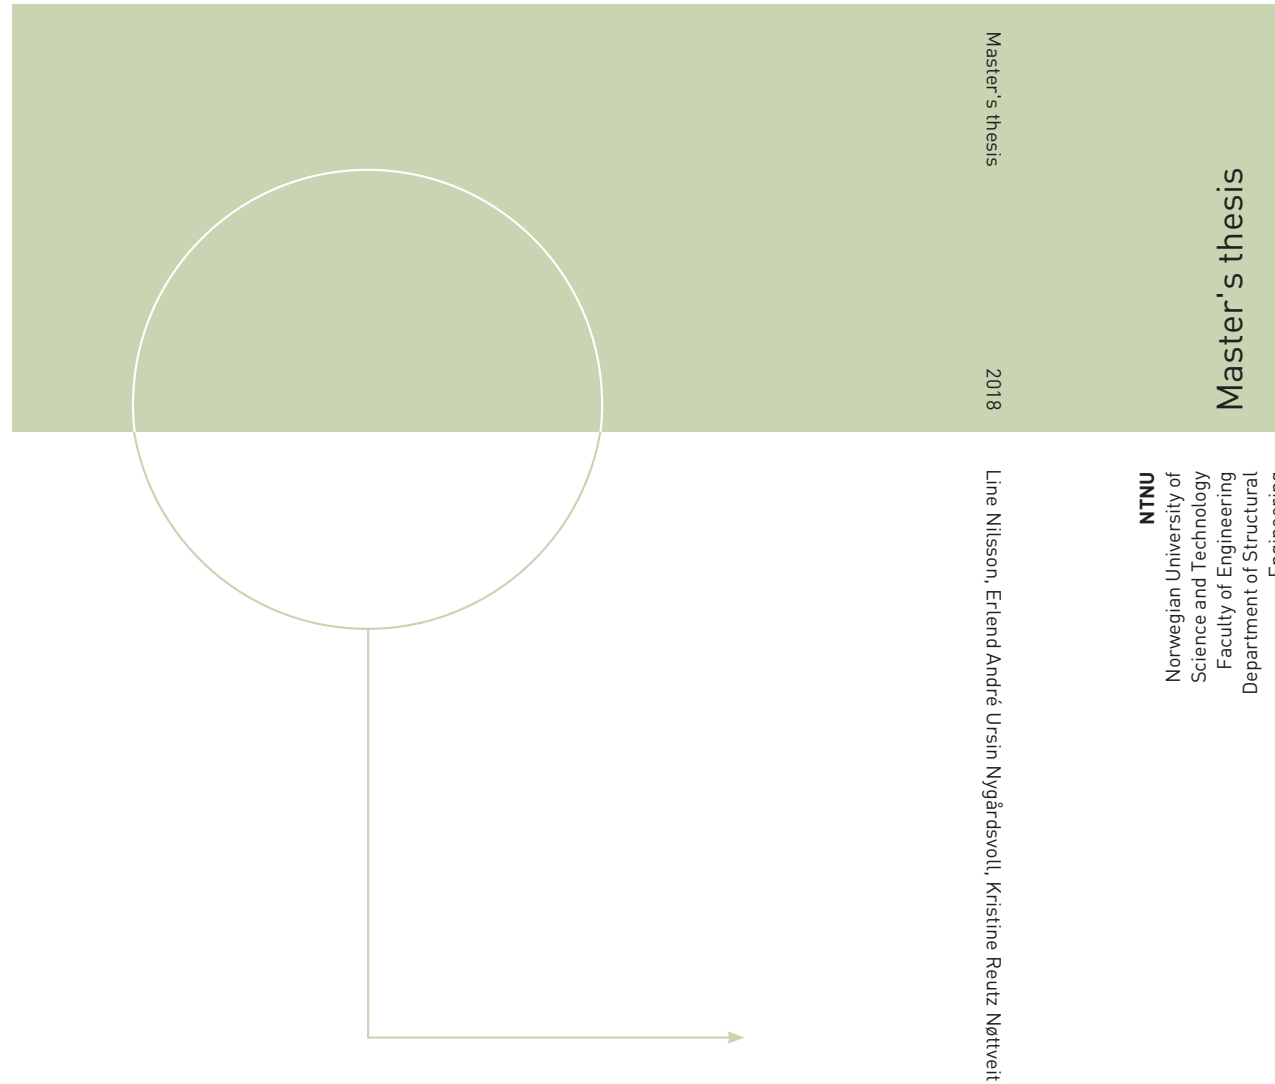 Master's thesis
2018
Line Nilsson, Erlend André Ursin Nygårdsvoll, Kristine Reutz Nøttveit
Master's thesis
NTNU
Norwegian University of
Science and Technology
Faculty of Engineering
Department of Structural